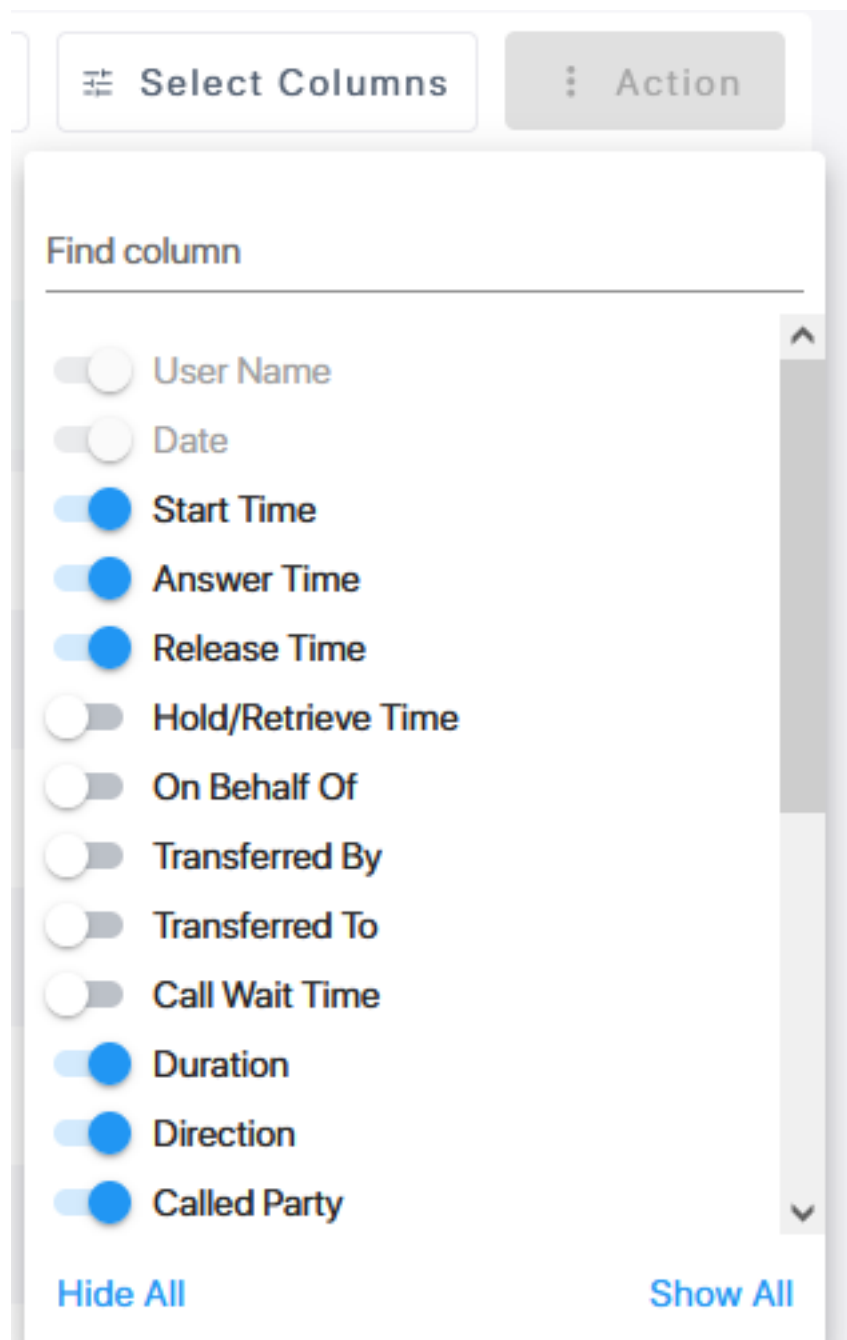 Select Columns
Action
Find column
User Name
Date
Start Time
Answer Time
Release Time
Hold/Retrieve Time
On Behalf Of
Transferred By
Transferred To
Call Wait Time
Duration
Direction
Called Party
Hide All
Show All